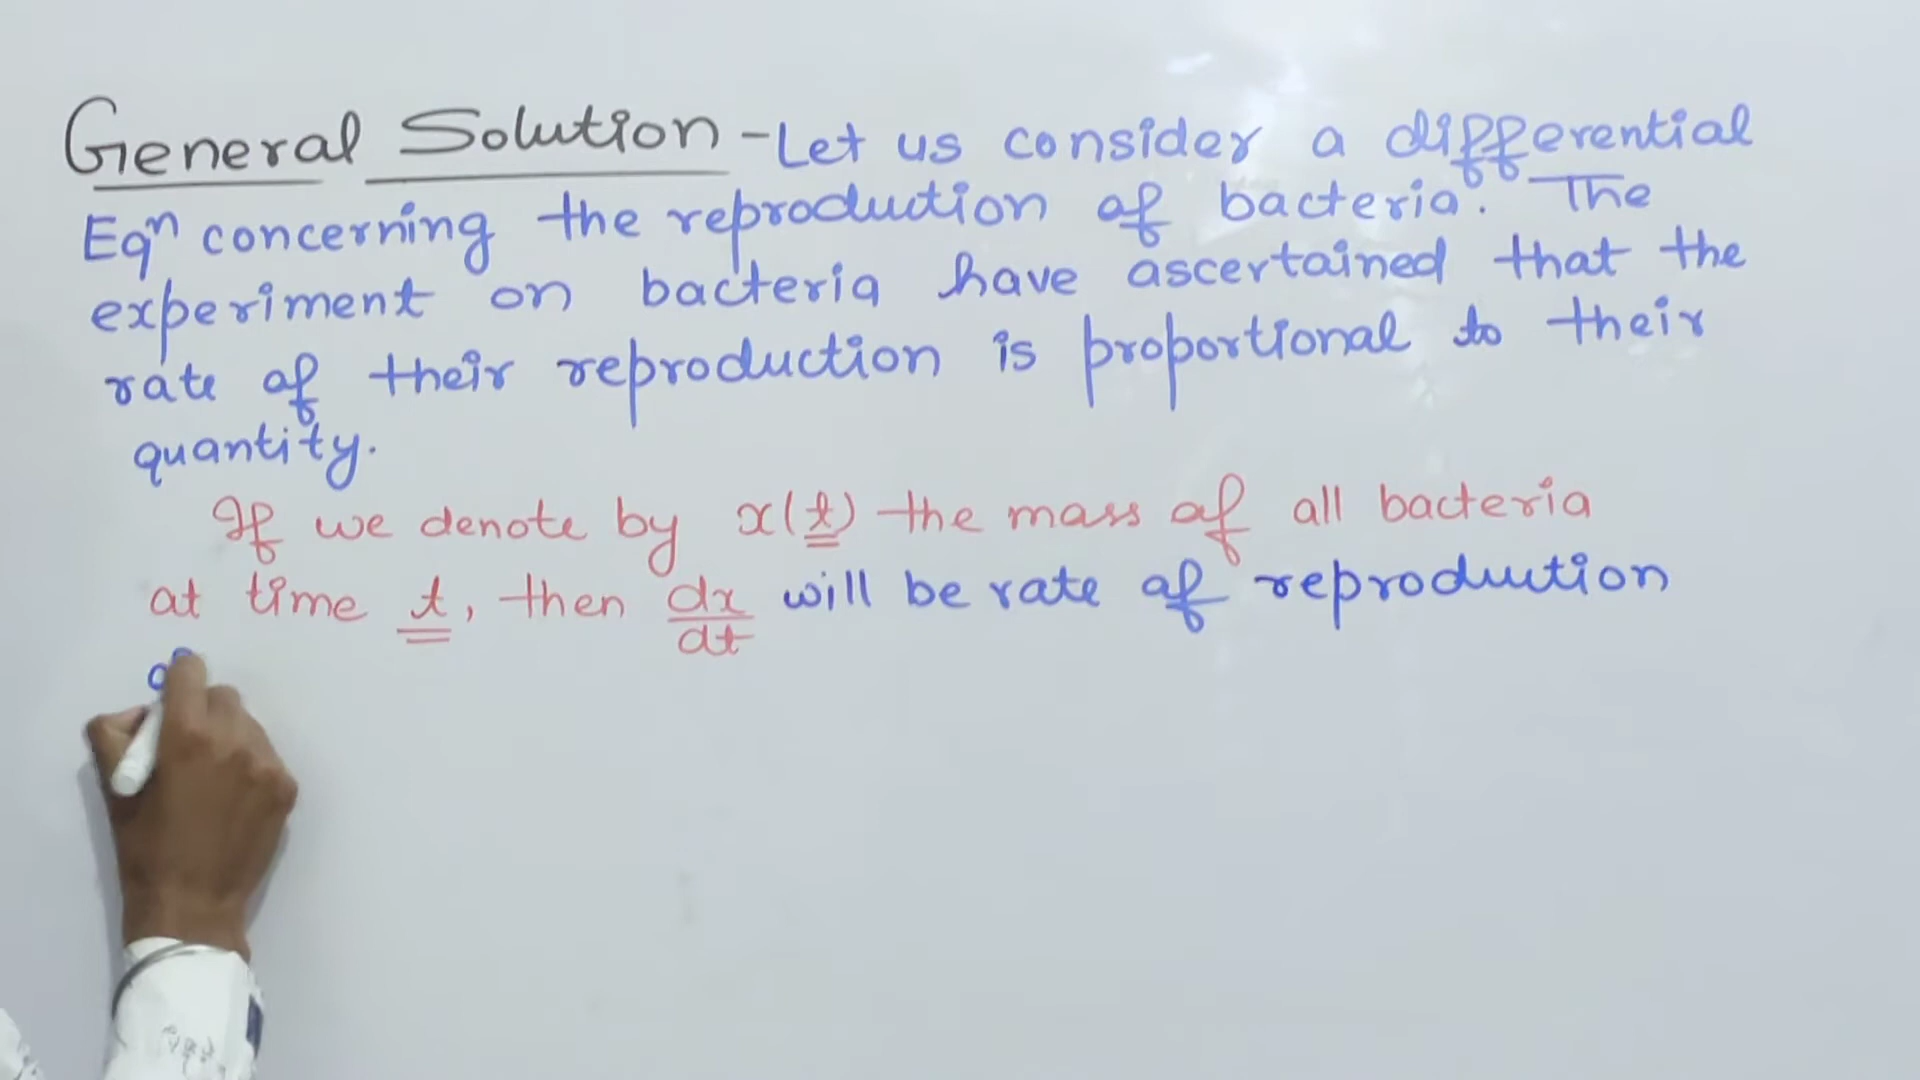 General Solution - Let us consider a differential
Eqⁿ concerning the reproduction of bacteria. The
experiment on bacteria have ascertained that the
rate of their reproduction is proportional to their
quantity.
If we denote by x(t) the mass of all bacteria
at time t, then dx/dt will be rate of reproduction